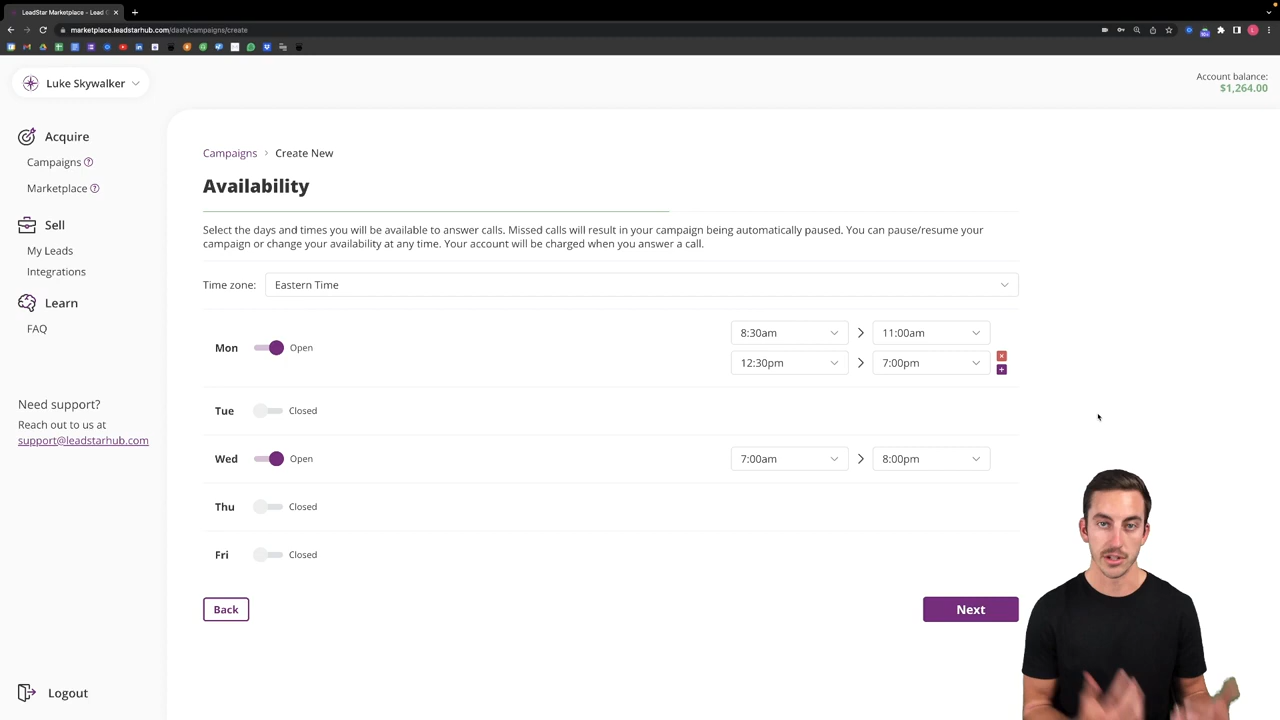 LeadStar Marketplace - Lead
marketplace.leadstarhub.com/dash/campaigns/create
Luke Skywalker
Account balance:
$1,264.00
Acquire
Campaigns
Marketplace
Sell
My Leads
Integrations
Learn
FAQ
Need support?
Reach out to us at
support@leadstarhub.com
Logout
Campaigns > Create New
Availability
Select the days and times you will be available to answer calls. Missed calls will result in your campaign being automatically paused. You can pause/resume your
campaign or change your availability at any time. Your account will be charged when you answer a call.
Time zone: Eastern Time
Mon Open 8:30am > 11:00am
12:30pm > 7:00pm
Tue Closed
Wed Open 7:00am > 8:00pm
Thu Closed
Fri Closed
Back Next